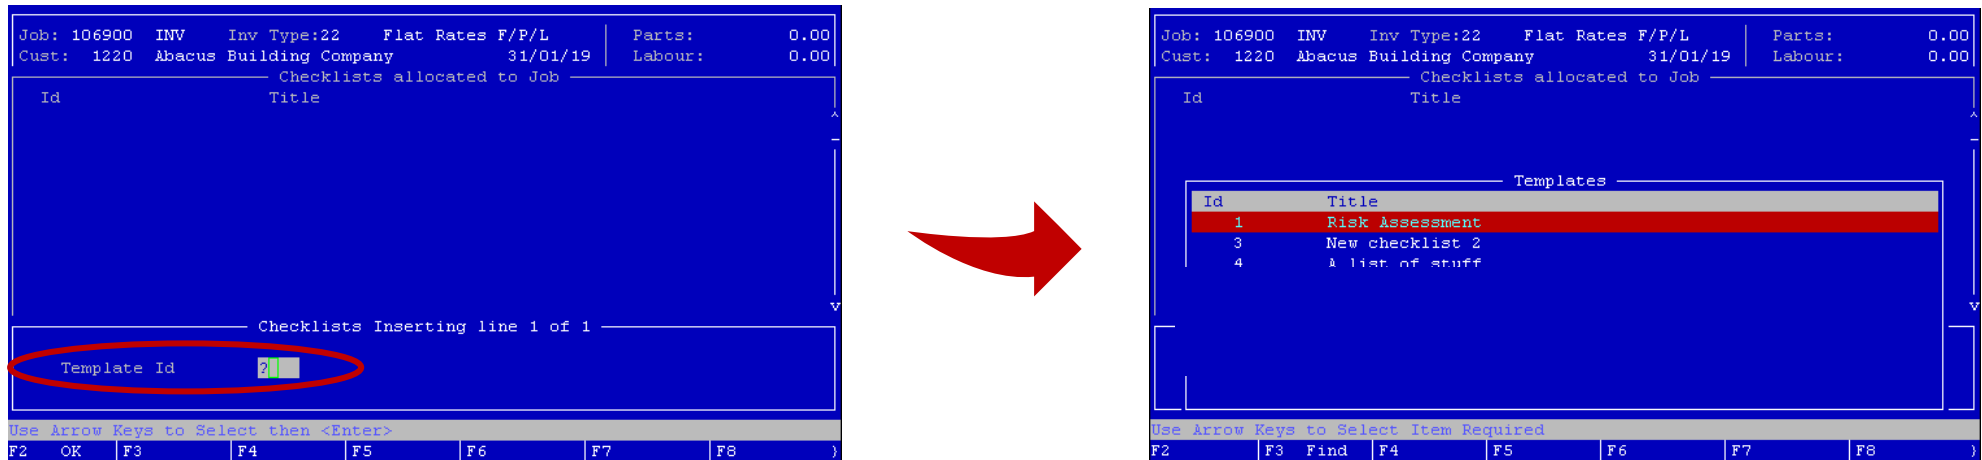 Job: 106900 INV Inv Type:22 Flat Rates F/P/L Parts: 0.00
Cust: 1220 Abacus Building Company 31/01/19 Labour: 0.00
Checklists allocated to Job
Id Title
Checklists Inserting line 1 of 1
Template Id ?
Use Arrow Keys to Select then <Enter>
F2 OK F3 F4 F5 F6 F7 F8 }
Job: 106900 INV Inv Type:22 Flat Rates F/P/L Parts: 0.00
Cust: 1220 Abacus Building Company 31/01/19 Labour: 0.00
Checklists allocated to Job
Id Title
Templates
Id Title
1 Risk Assessment
3 New checklist 2
4 A list of stuff
Use Arrow Keys to Select Item Required
F2 F3 Find F4 F5 F6 F7 F8 }